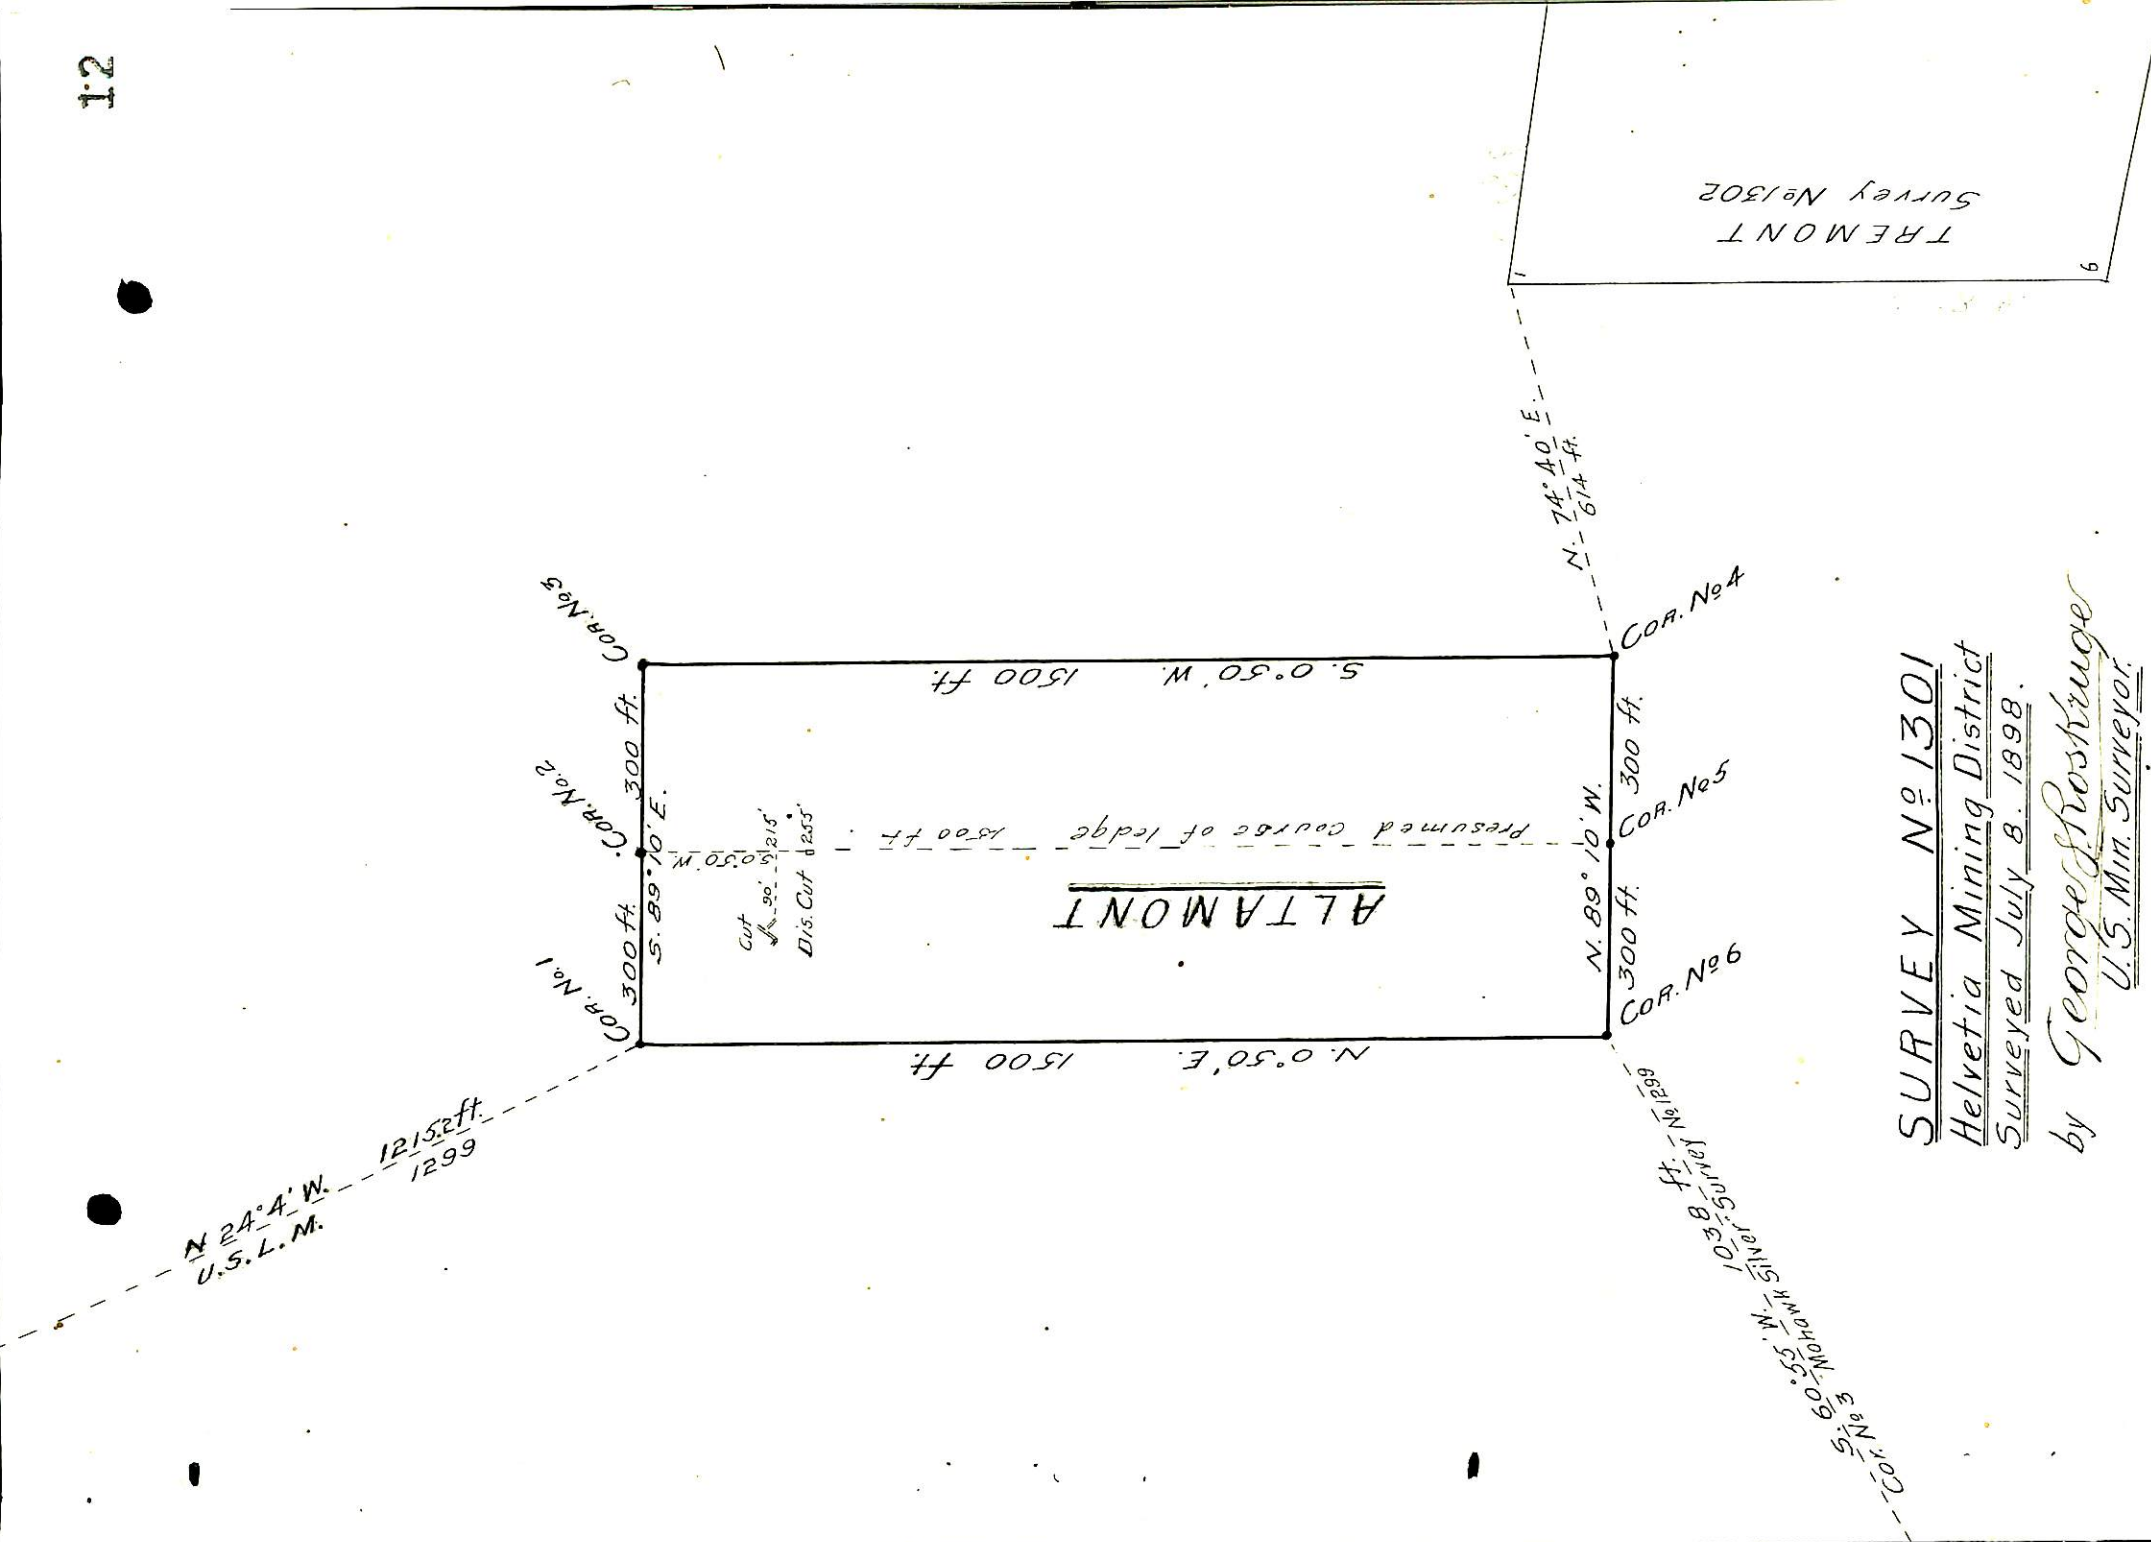 12
N 24° 4' W. 1215.2 ft.
U.S.L.M. 1299
Cor. No. 1
Cor. No. 2
Cor. No 3
300 ft. 300 ft.
S. 89° 10' E.
S. 0° 50' W.
Cut
90' 215'
Dis. Cut 255'
Presumed course of ledge 1500 ft
ALTAMONT
S. 0° 50' W. 1500 ft.
N. 0° 50' E. 1500 ft
N. 89° 10' W.
300 ft. 300 ft.
Cor. No 4
Cor. No 5
Cor. No 6
N. 74° 40' E.
614 ft.
1
6
TREMONT
Survey No 1302
S. 60° 55' W. 1038 ft.
Cor. No 3 Mohawk Silver Survey No 1299
SURVEY No 1301
Helvetia Mining District
Surveyed July 8. 1898.
by George J. Roskruge
U.S. Min. Surveyor.